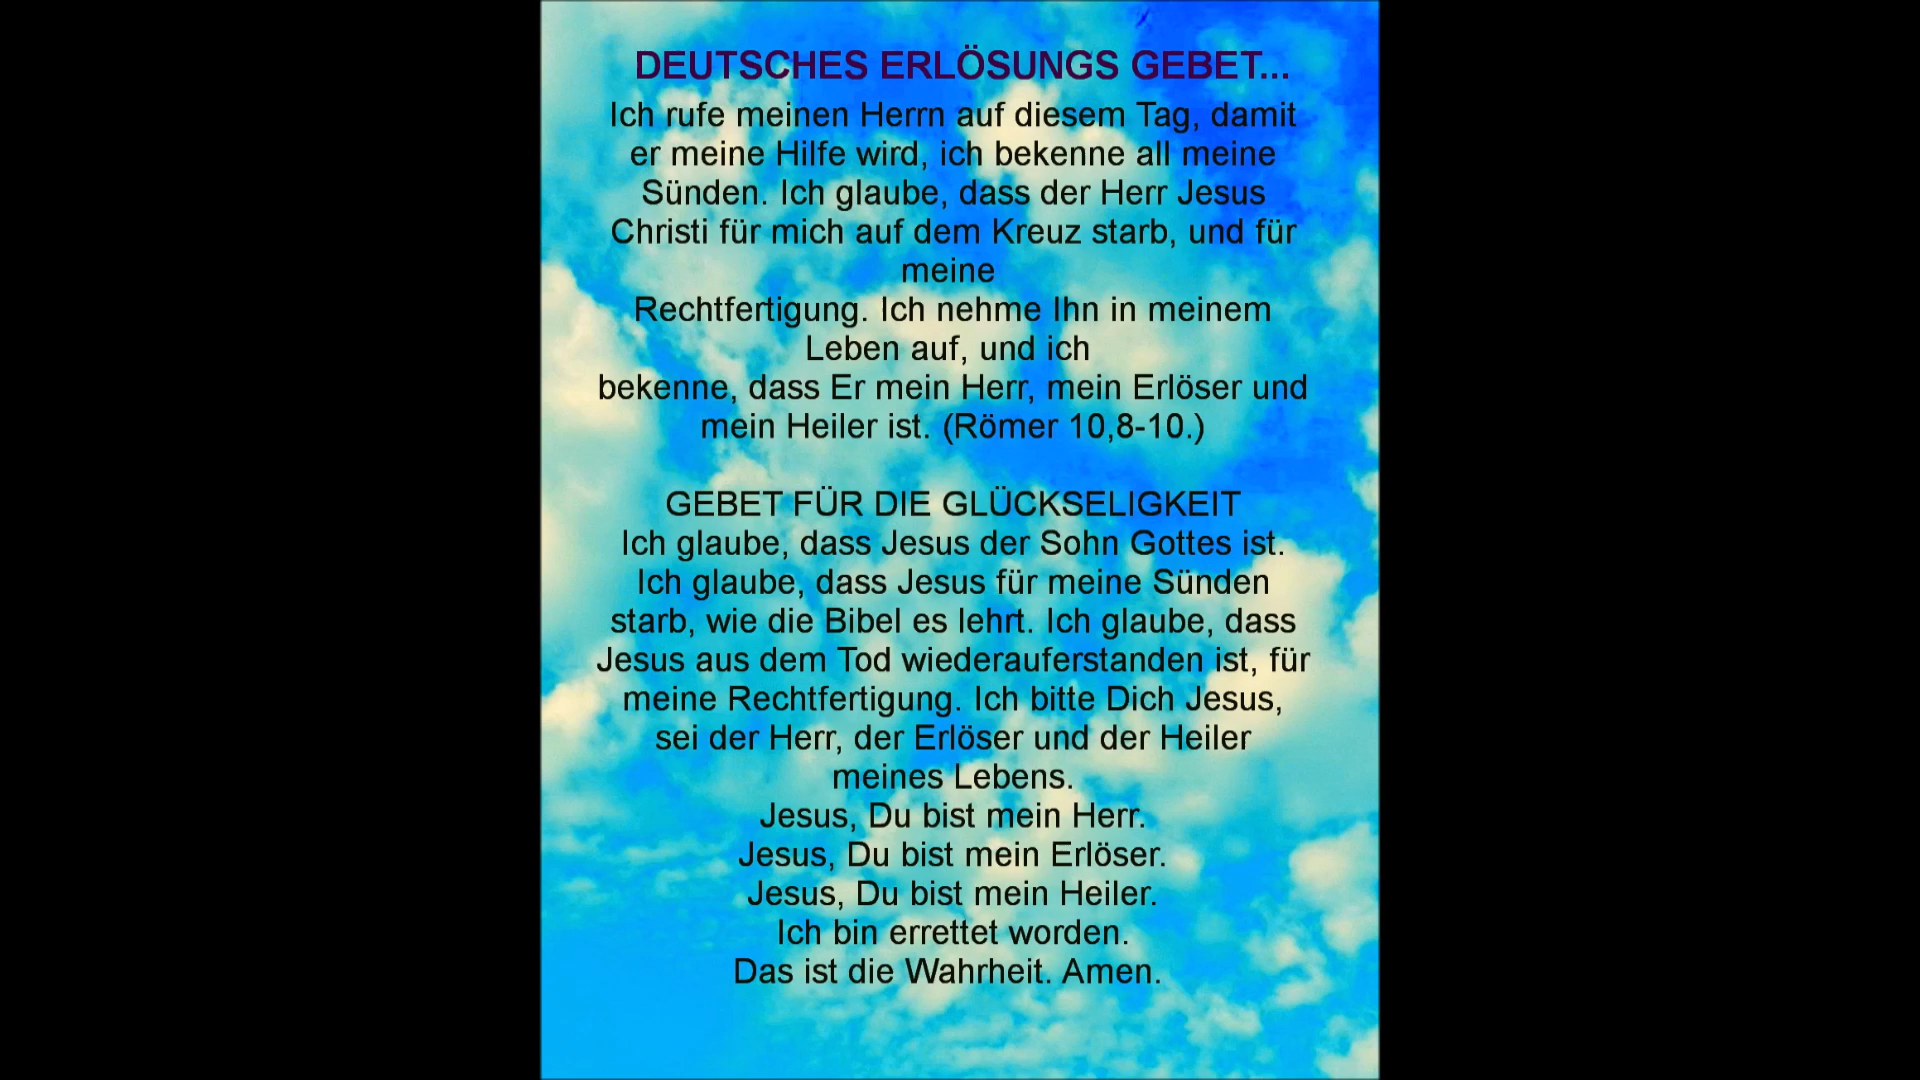 DEUTSCHES ERLÖSUNGS GEBET...
Ich rufe meinen Herrn auf diesem Tag, damit
er meine Hilfe wird, ich bekenne all meine
Sünden. Ich glaube, dass der Herr Jesus
Christi für mich auf dem Kreuz starb, und für
meine
Rechtfertigung. Ich nehme Ihn in meinem
Leben auf, und ich
bekenne, dass Er mein Herr, mein Erlöser und
mein Heiler ist. (Römer 10,8-10.)
GEBET FÜR DIE GLÜCKSELIGKEIT
Ich glaube, dass Jesus der Sohn Gottes ist.
Ich glaube, dass Jesus für meine Sünden
starb, wie die Bibel es lehrt. Ich glaube, dass
Jesus aus dem Tod wiederauferstanden ist, für
meine Rechtfertigung. Ich bitte Dich Jesus,
sei der Herr, der Erlöser und der Heiler
meines Lebens.
Jesus, Du bist mein Herr.
Jesus, Du bist mein Erlöser.
Jesus, Du bist mein Heiler.
Ich bin errettet worden.
Das ist die Wahrheit. Amen.